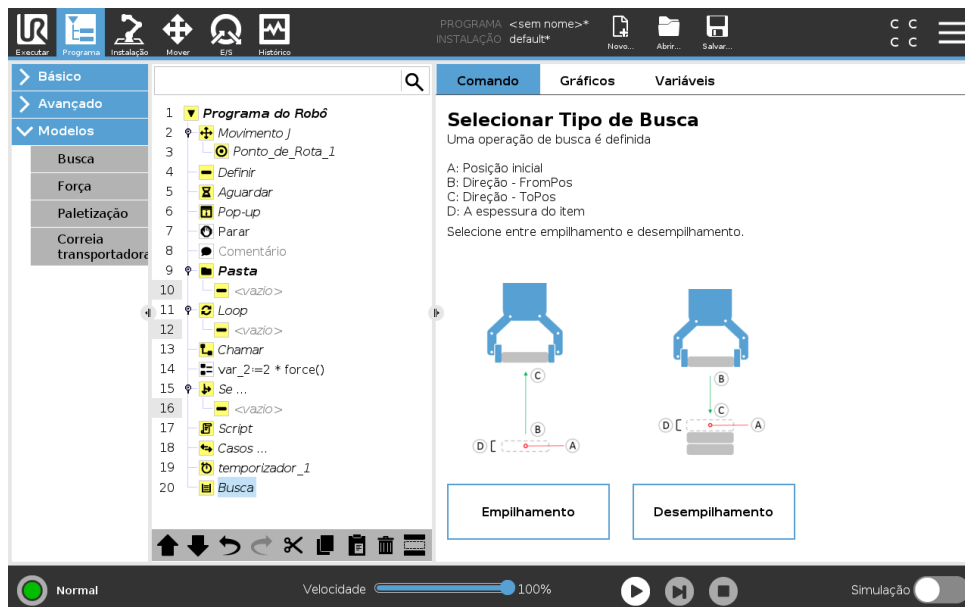 PROGRAMA <sem nome>*
INSTALAÇÃO default*
Executar Programa Instalação Mover E/S Histórico Novo... Abrir... Salvar...
C C
C C
Básico
Avançado
Modelos
Busca
Força
Paletização
Correia
transportadora
1 Programa do Robô
2 Movimento J
3 Ponto_de_Rota_1
4 Definir
5 Aguardar
6 Pop-up
7 Parar
8 Comentário
9 Pasta
10 <vazio>
11 Loop
12 <vazio>
13 Chamar
14 var_2:=2 * force()
15 Se ...
16 <vazio>
17 Script
18 Casos ...
19 temporizador_1
20 Busca
Comando Gráficos Variáveis
Selecionar Tipo de Busca
Uma operação de busca é definida
A: Posição inicial
B: Direção - FromPos
C: Direção - ToPos
D: A espessura do item
Selecione entre empilhamento e desempilhamento.
C
B
D A
B
C
D A
Empilhamento Desempilhamento
Normal Velocidade 100% Simulação